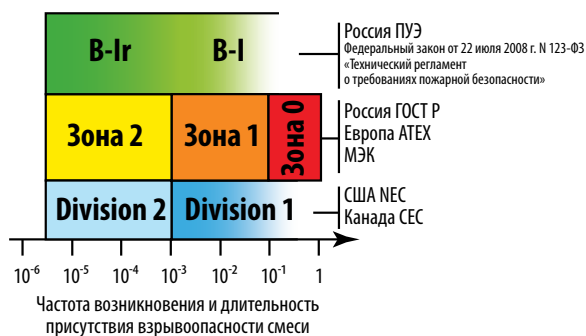 B-Iг B-I
Россия ПУЭ
Федеральный закон от 22 июля 2008 г. N 123-ФЗ
«Технический регламент
о требованиях пожарной безопасности»
Зона 2 Зона 1 Зона 0
Россия ГОСТ Р
Европа ATEX
МЭК
Division 2 Division 1
США NEC
Канада CEC
10⁻⁶ 10⁻⁵ 10⁻⁴ 10⁻³ 10⁻² 10⁻¹ 1
Частота возникновения и длительность
присутствия взрывоопасности смеси